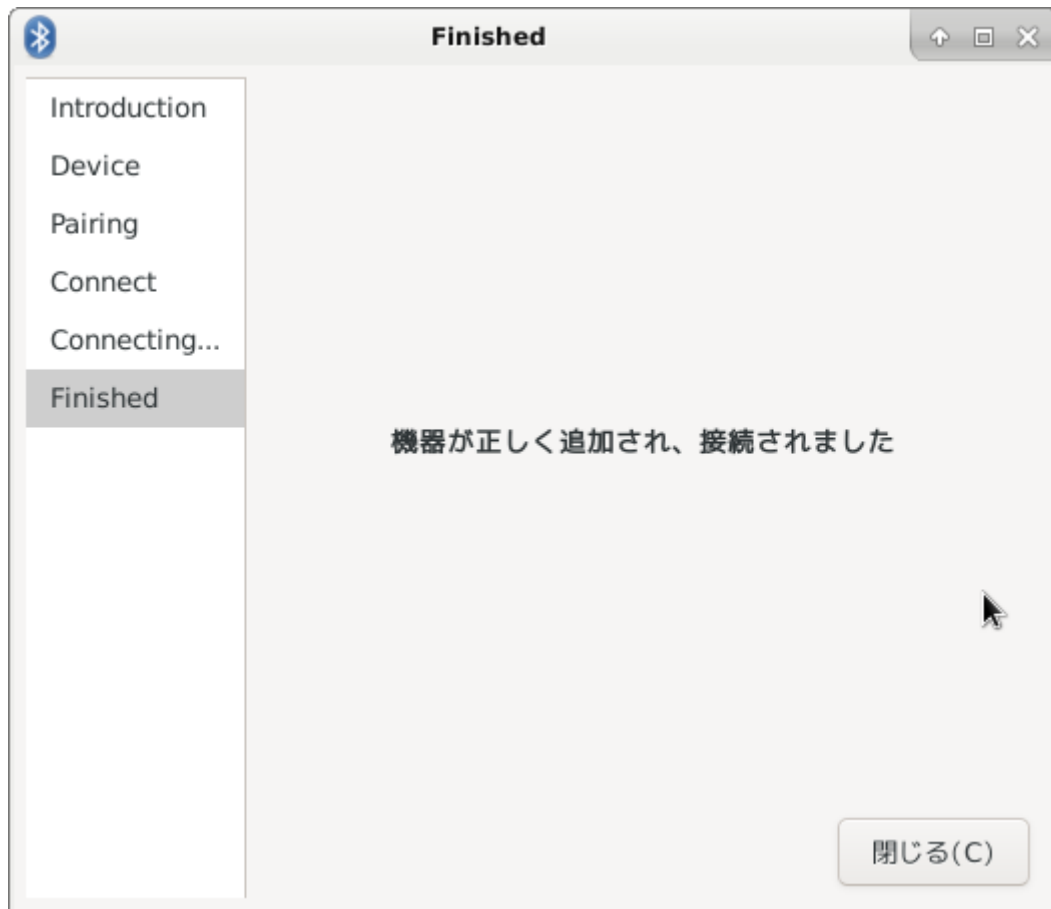 Finished
Introduction
Device
Pairing
Connect
Connecting...
Finished
機器が正しく追加され、接続されました
閉じる(C)